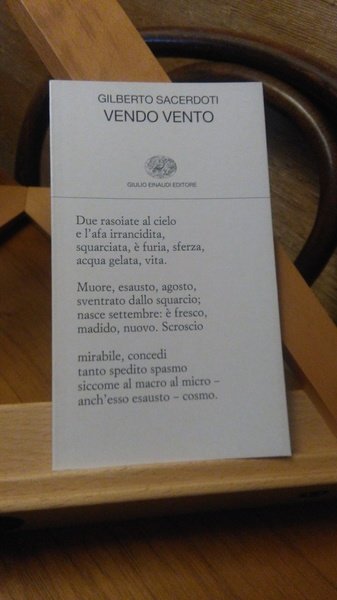 GILBERTO SACERDOTI
VENDO VENTO
GIULIO EINAUDI EDITORE
Due rasoiate al cielo
e l'afa irrancidita,
squarciata, è furia, sferza,
acqua gelata, vita.
Muore, esausto, agosto,
sventrato dallo squarcio;
nasce settembre: è fresco,
madido, nuovo. Scroscio
mirabile, concedi
tanto spedito spasmo
siccome al macro al micro –
anch'esso esausto – cosmo.